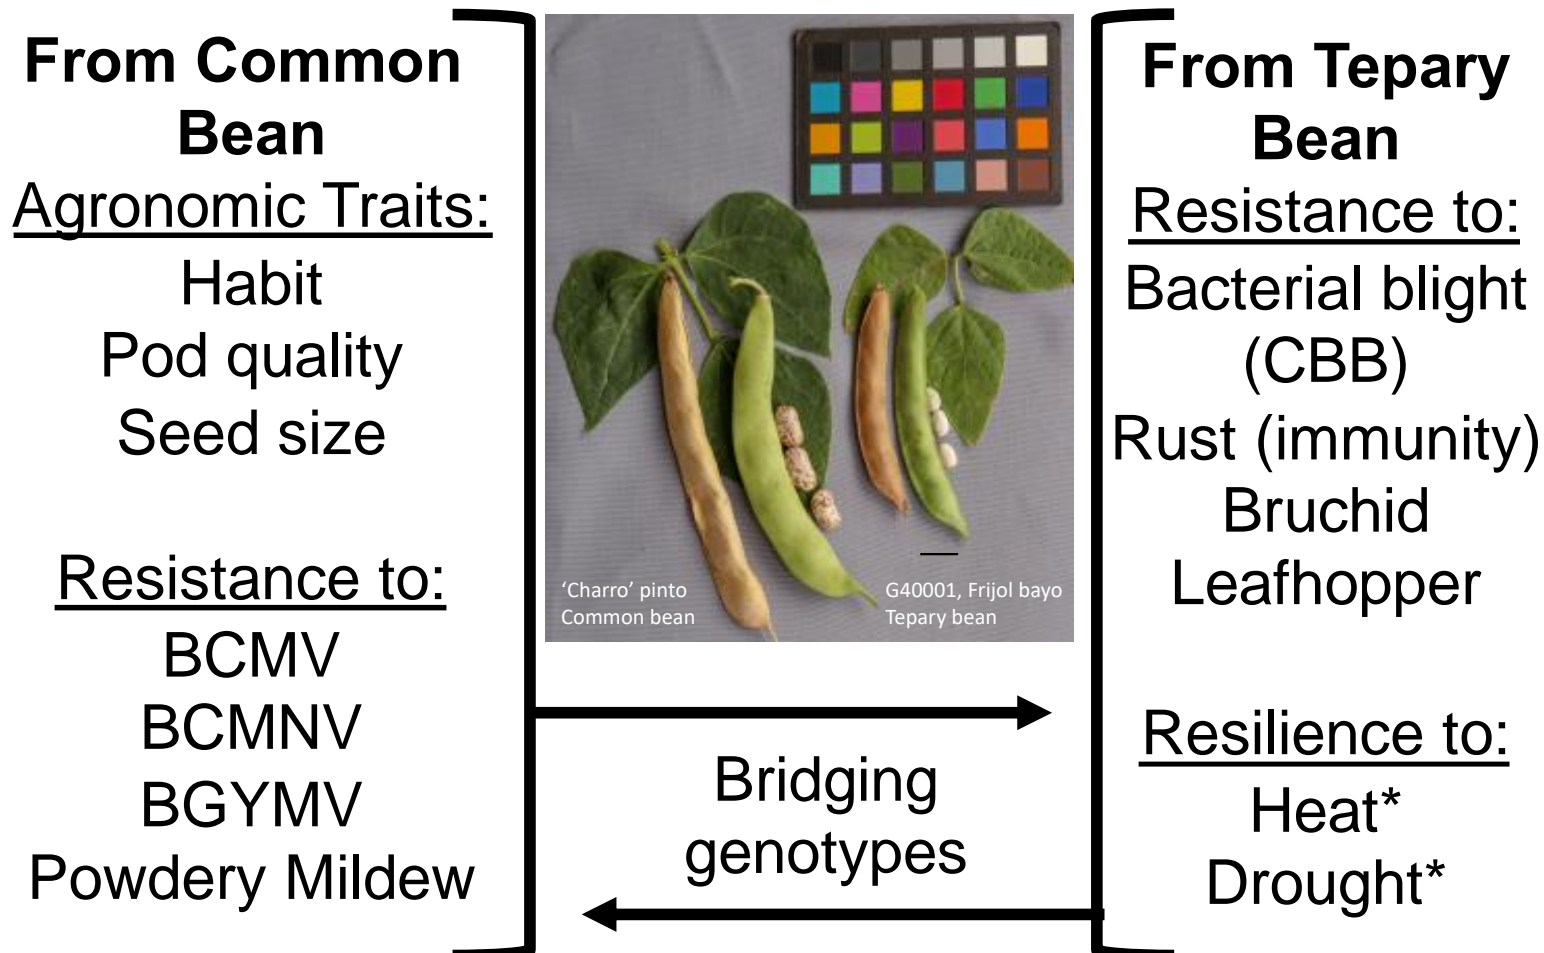 From Common
Bean
Agronomic Traits:
Habit
Pod quality
Seed size
Resistance to:
BCMV
BCMNV
BGYMV
Powdery Mildew
'Charro' pinto
Common bean
G40001, Frijol bayo
Tepary bean
Bridging
genotypes
From Tepary
Bean
Resistance to:
Bacterial blight
(CBB)
Rust (immunity)
Bruchid
Leafhopper
Resilience to:
Heat*
Drought*